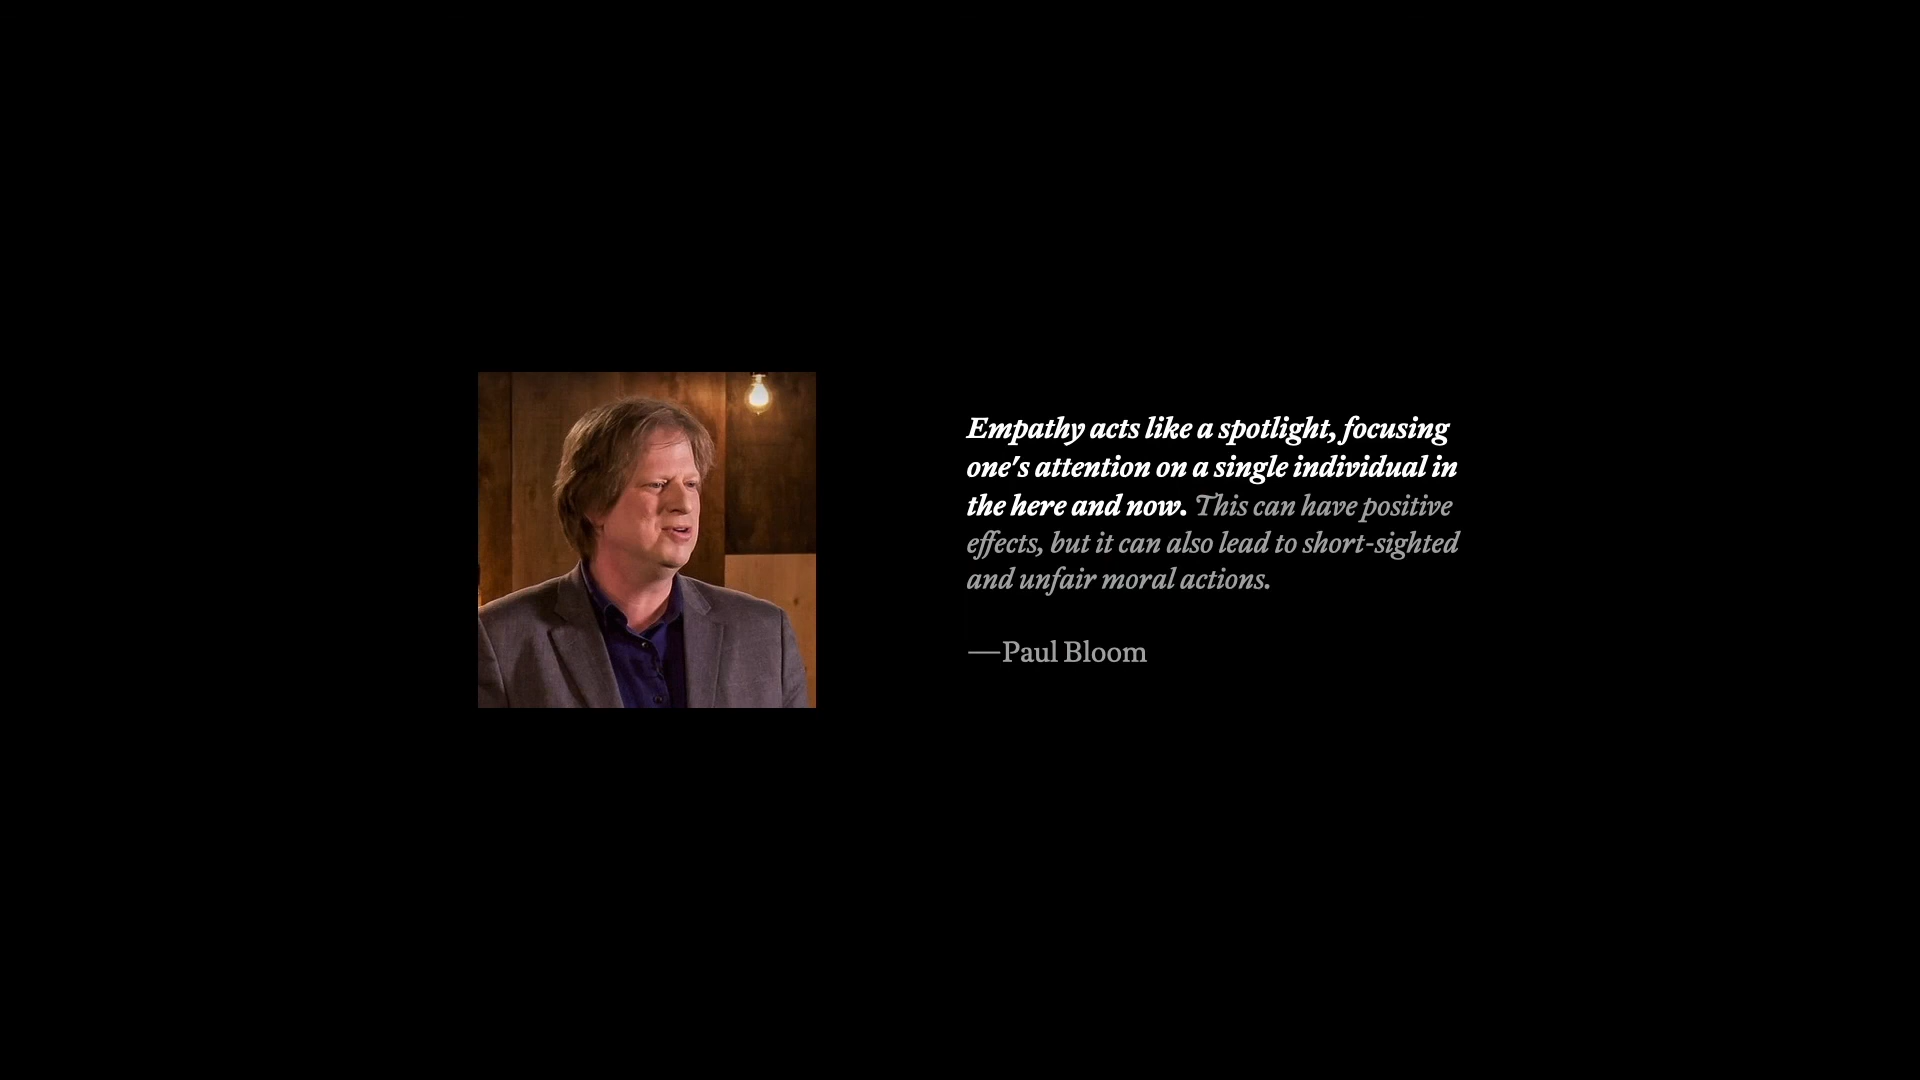 Empathy acts like a spotlight, focusing
one's attention on a single individual in
the here and now. This can have positive
effects, but it can also lead to short-sighted
and unfair moral actions.
—Paul Bloom